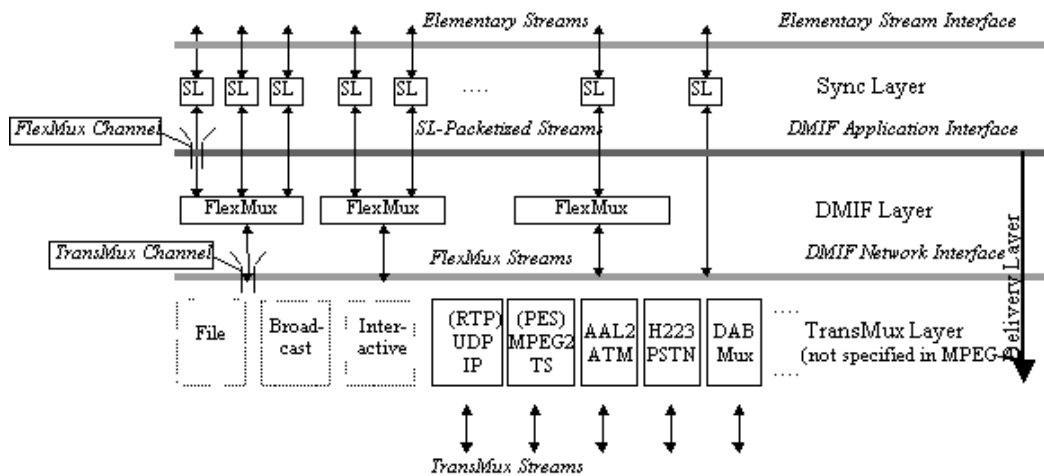 Elementary Streams
Elementary Stream Interface
SL SL SL SL SL .... SL SL
Sync Layer
FlexMux Channel
SL-Packetized Streams
DMIF Application Interface
FlexMux FlexMux FlexMux
DMIF Layer
TransMux Channel
FlexMux Streams
DMIF Network Interface
Delivery Layer
File
Broad-
cast
Inter-
active
(RTP)
UDP
IP
(PES)
MPEG2
TS
AAL2
ATM
H223
PSTN
DAB
Mux
....
....
TransMux Layer
(not specified in MPEG-4)
TransMux Streams